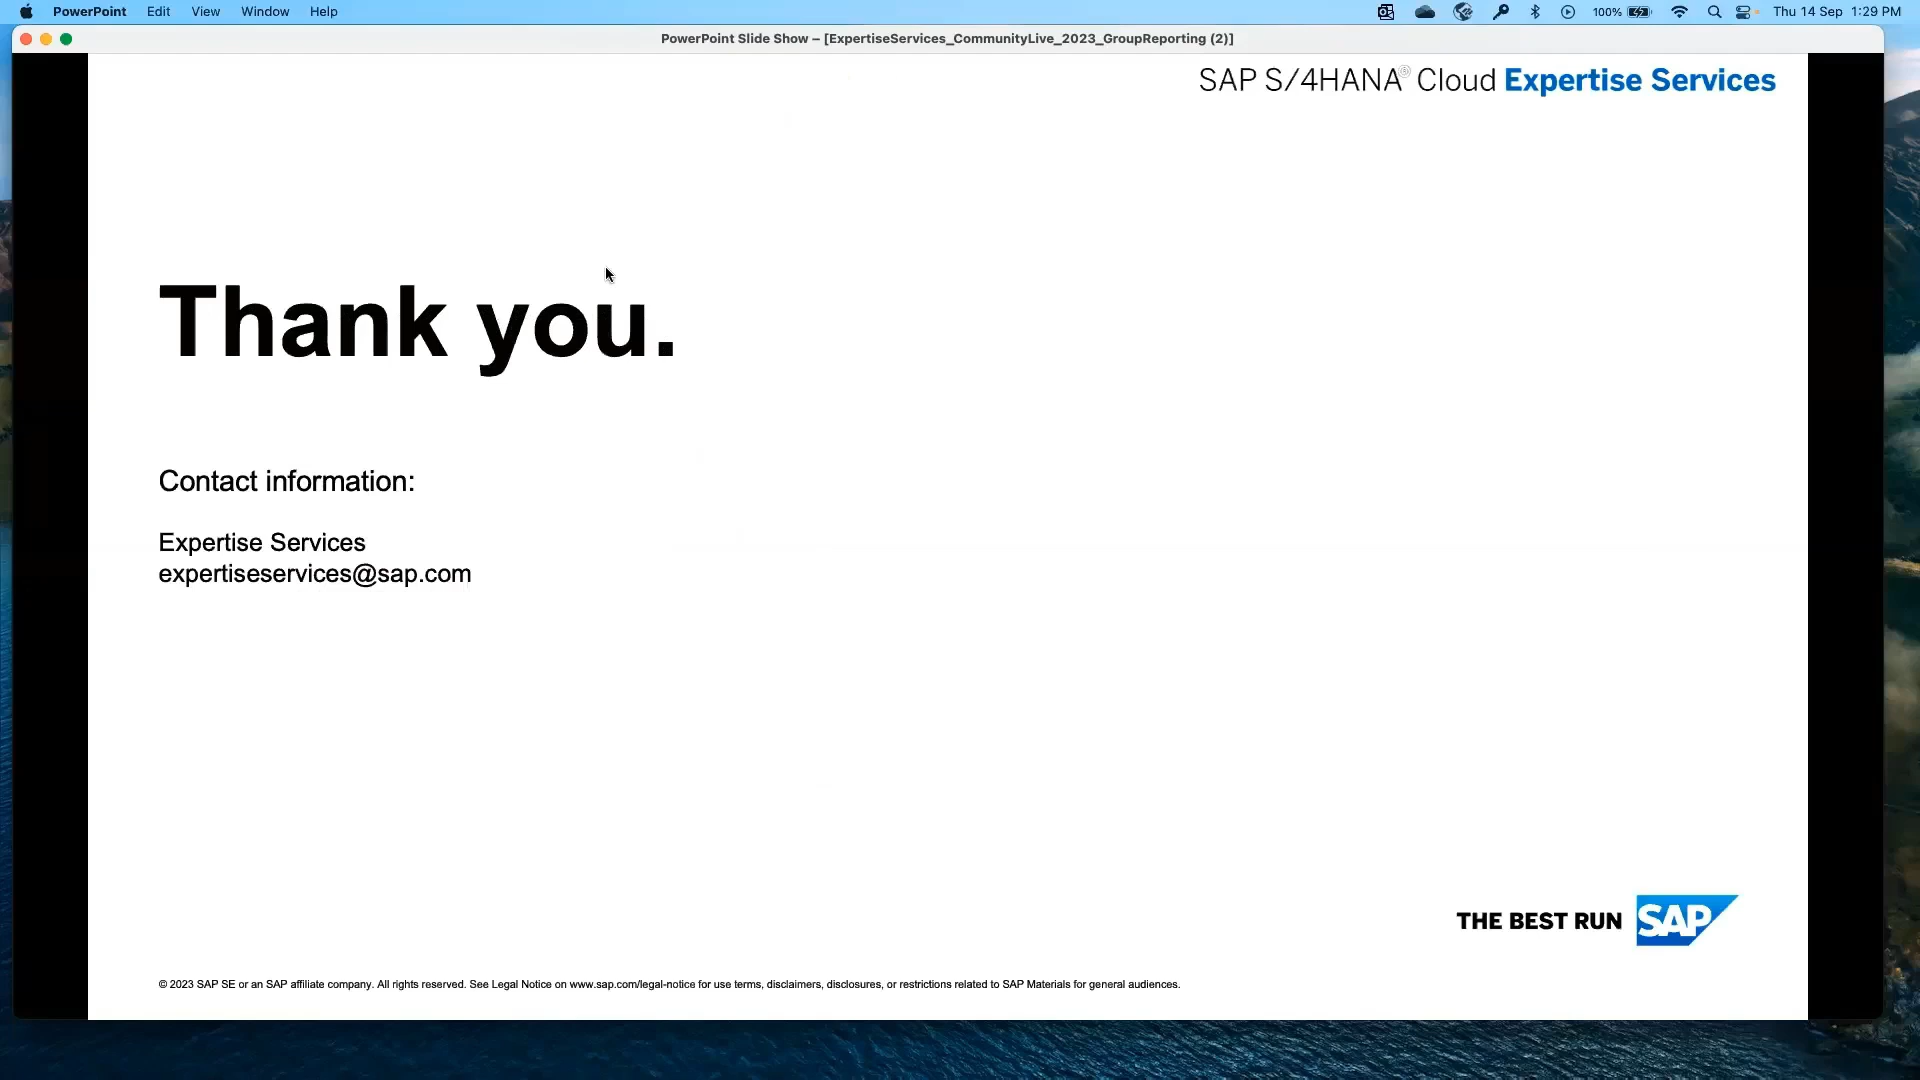 PowerPoint Edit View Window Help 100% Thu 14 Sep 1:29 PM
PowerPoint Slide Show – [ExpertiseServices_CommunityLive_2023_GroupReporting (2)]
SAP S/4HANA® Cloud Expertise Services
Thank you.
Contact information:
Expertise Services
expertiseservices@sap.com
THE BEST RUN SAP
© 2023 SAP SE or an SAP affiliate company. All rights reserved. See Legal Notice on www.sap.com/legal-notice for use terms, disclaimers, disclosures, or restrictions related to SAP Materials for general audiences.